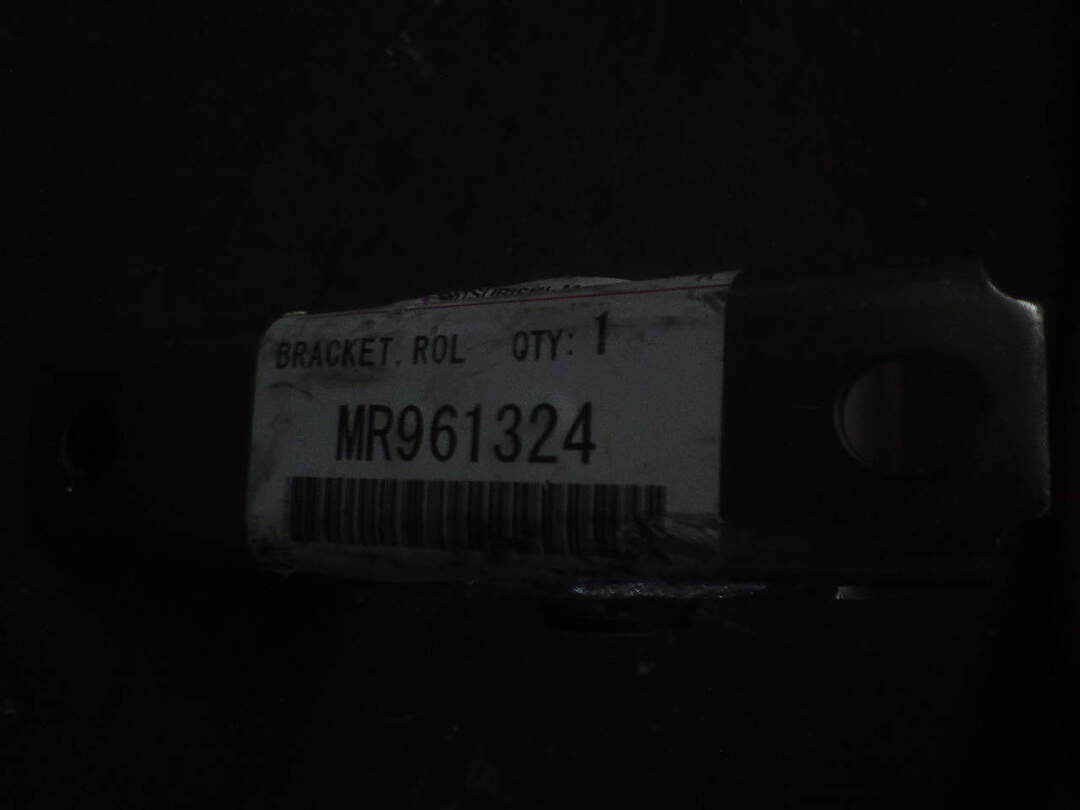 BRACKET, ROL QTY: 1
MR961324